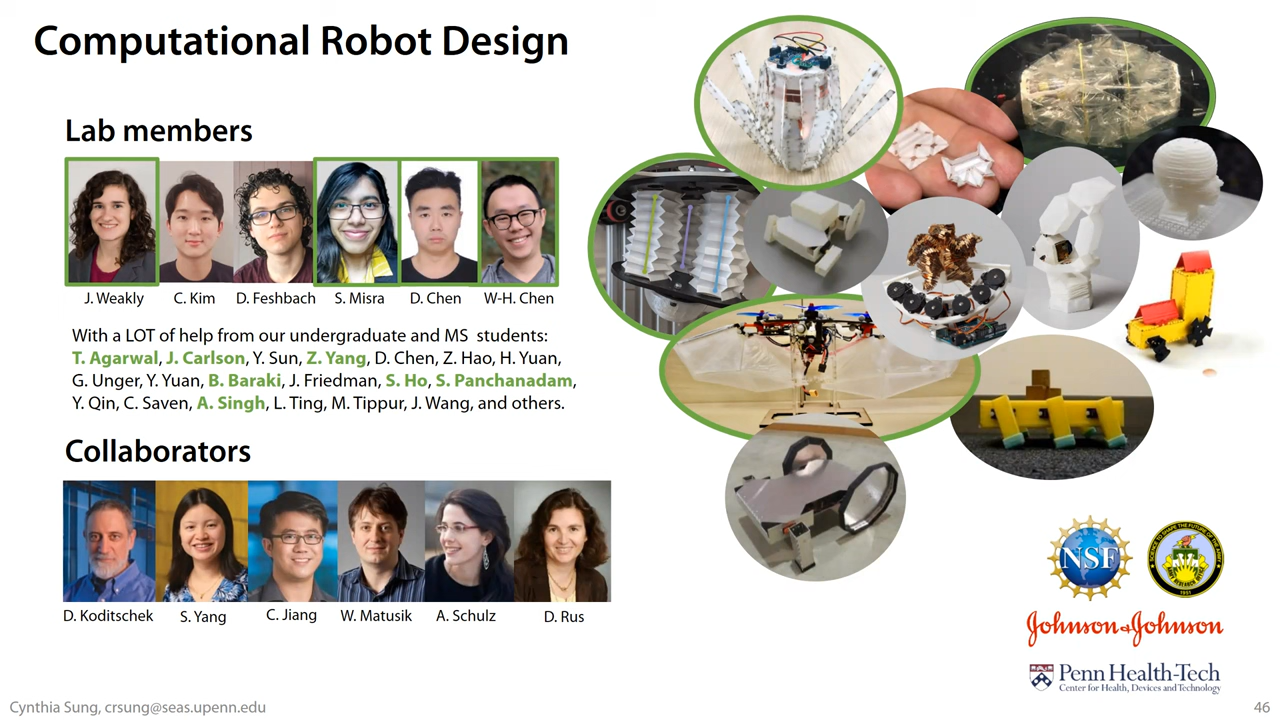 Computational Robot Design
Lab members
J. Weakly C. Kim D. Feshbach S. Misra D. Chen W-H. Chen
With a LOT of help from our undergraduate and MS students:
T. Agarwal, J. Carlson, Y. Sun, Z. Yang, D. Chen, Z. Hao, H. Yuan,
G. Unger, Y. Yuan, B. Baraki, J. Friedman, S. Ho, S. Panchanadam,
Y. Qin, C. Saven, A. Singh, L. Ting, M. Tippur, J. Wang, and others.
Collaborators
D. Koditschek S. Yang C. Jiang W. Matusik A. Schulz D. Rus
NSF
1951
Johnson & Johnson
Penn Health-Tech
Center for Health, Devices and Technology
Cynthia Sung, crsung@seas.upenn.edu
46